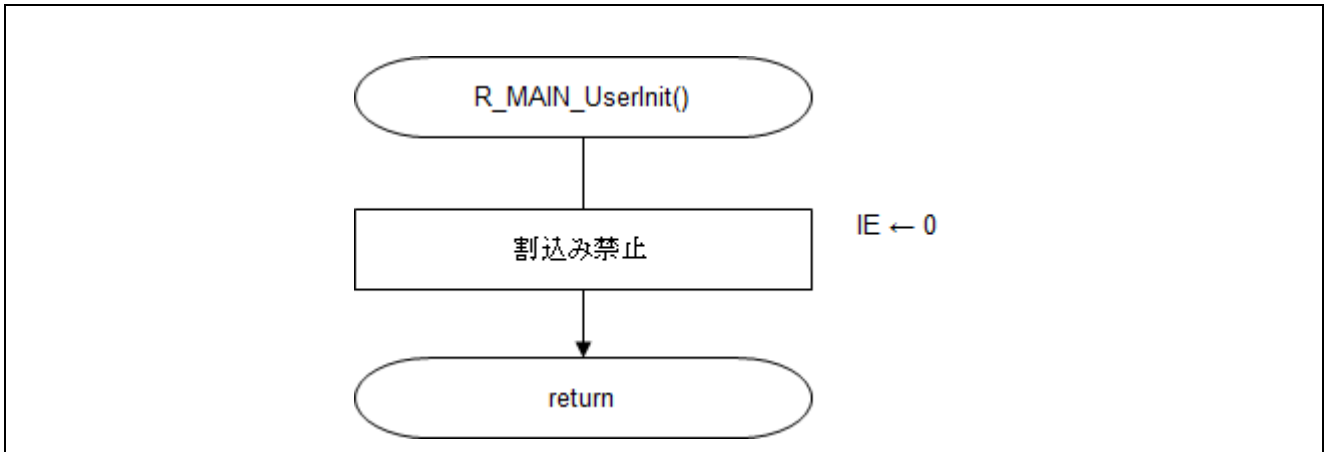 R_MAIN_UserInit()
割込み禁止
IE ← 0
return